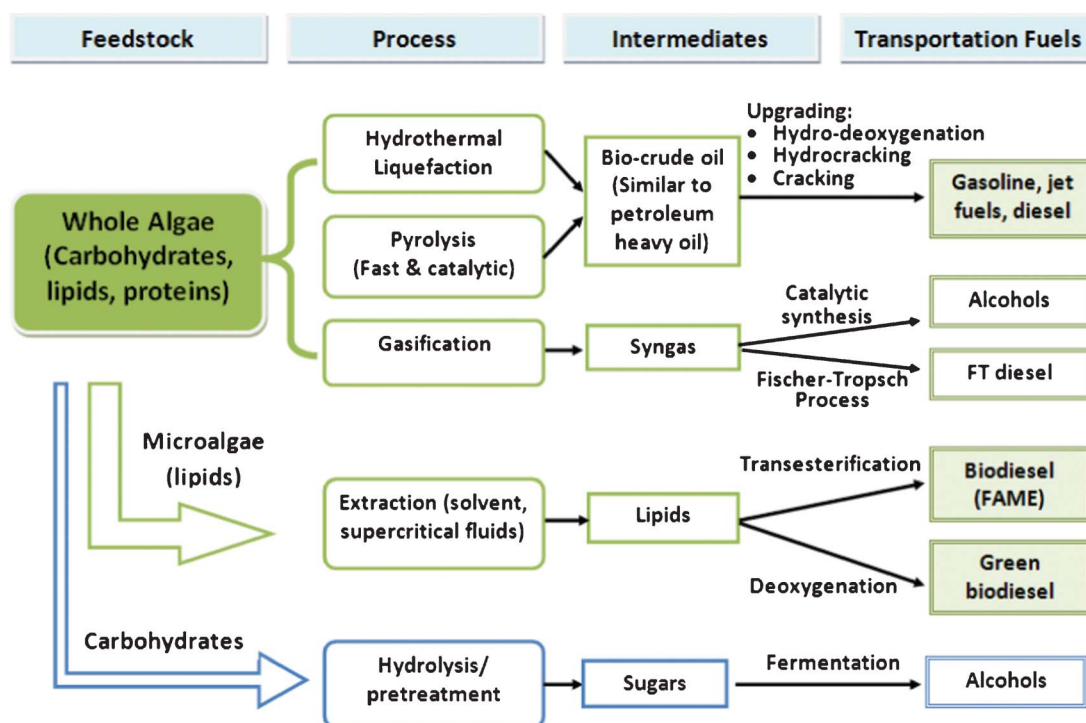 Feedstock
Process
Intermediates
Transportation Fuels
Whole Algae
(Carbohydrates,
lipids, proteins)
Hydrothermal
Liquefaction
Pyrolysis
(Fast & catalytic)
Gasification
Bio-crude oil
(Similar to
petroleum
heavy oil)
Upgrading:
• Hydro-deoxygenation
• Hydrocracking
• Cracking
Gasoline, jet
fuels, diesel
Syngas
Catalytic
synthesis
Alcohols
Fischer-Tropsch
Process
FT diesel
Microalgae
(lipids)
Extraction (solvent,
supercritical fluids)
Lipids
Transesterification
Biodiesel
(FAME)
Deoxygenation
Green
biodiesel
Carbohydrates
Hydrolysis/
pretreatment
Sugars
Fermentation
Alcohols